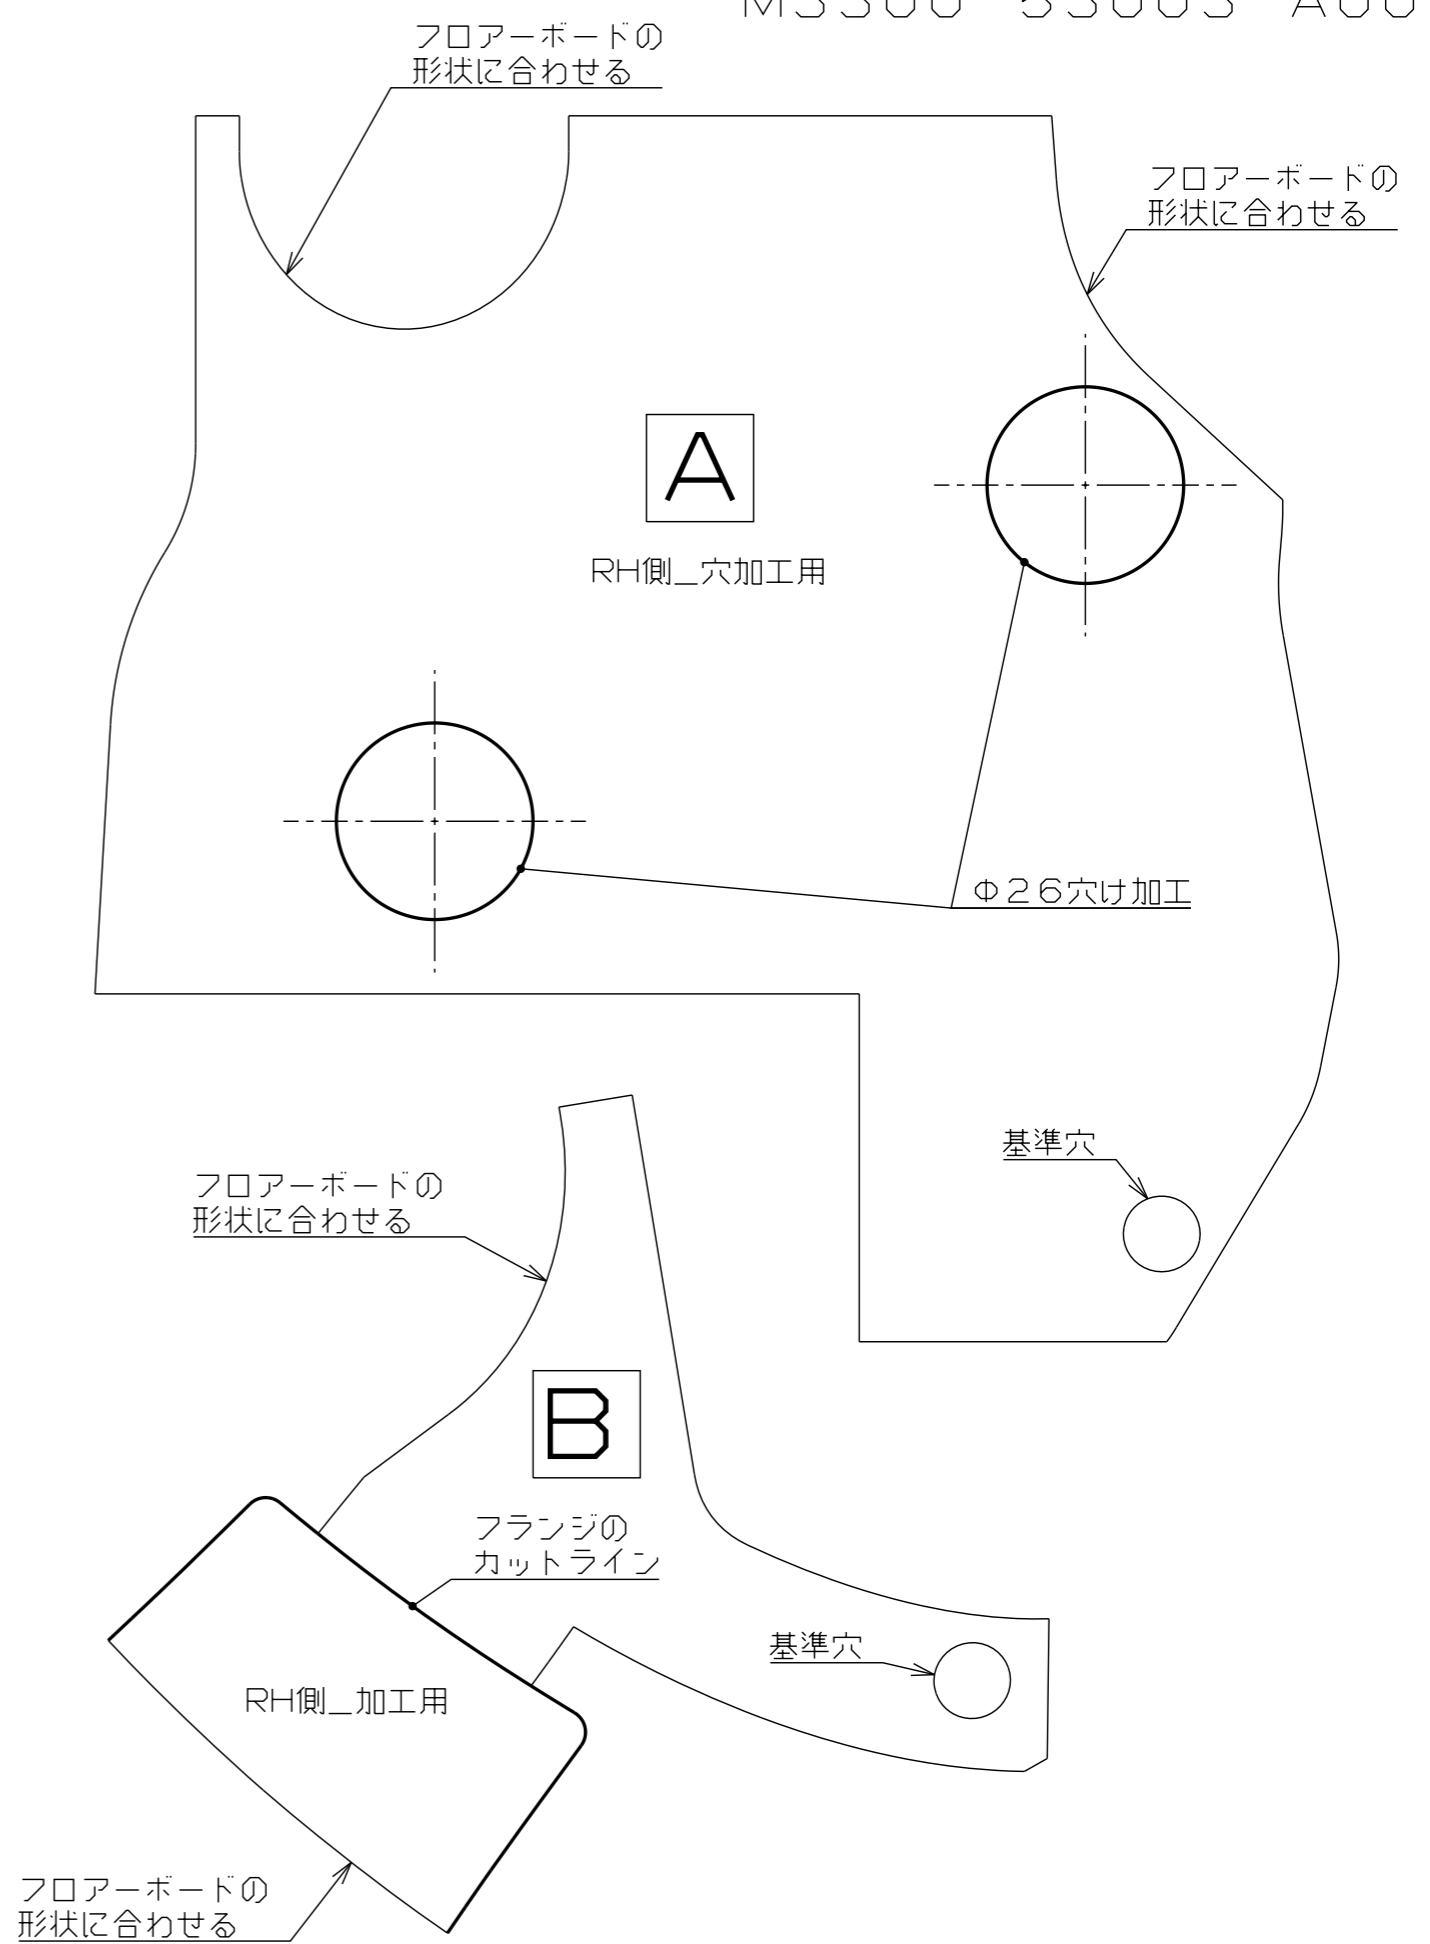 フロアーボードの
形状に合わせる
フロアーボードの
形状に合わせる
A
RH側_穴加工用
Φ26穴け加工
基準穴
フロアーボードの
形状に合わせる
B
フランジの
カットライン
基準穴
RH側_加工用
フロアーボードの
形状に合わせる